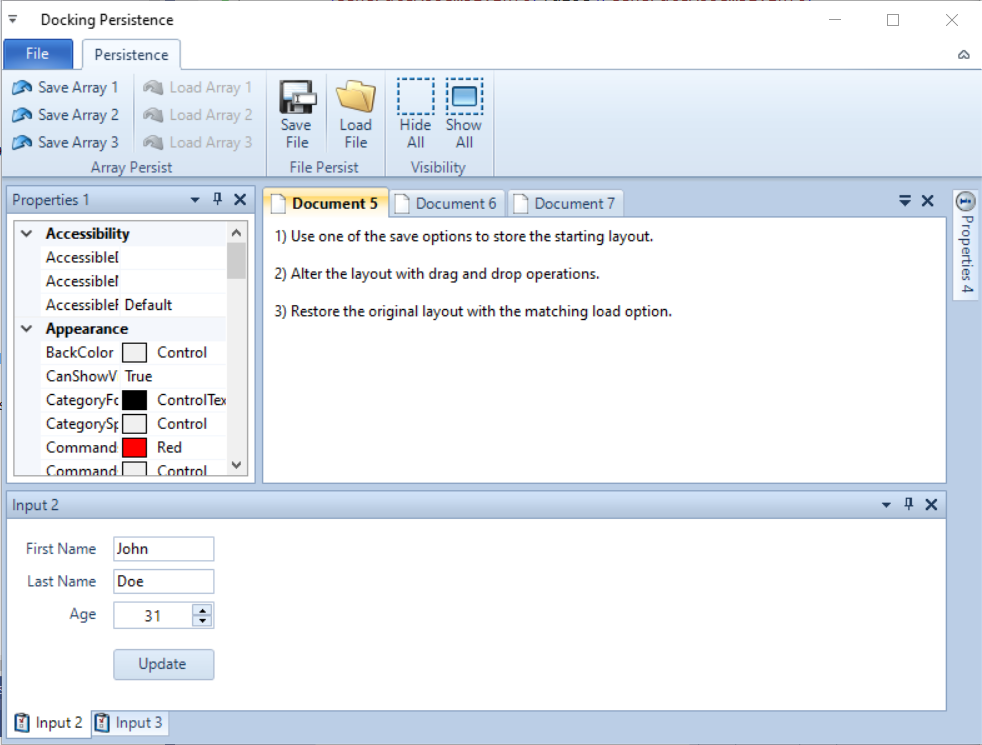 Docking Persistence
File Persistence
Save Array 1 Load Array 1
Save Array 2 Load Array 2
Save Array 3 Load Array 3
Array Persist
Save File
Load File
File Persist
Hide All
Show All
Visibility
Properties 1
Accessibility
AccessibleD
AccessibleN
AccessibleR Default
Appearance
BackColor Control
CanShowV True
CategoryFo ControlTex
CategorySp Control
Command Red
Command Control
Document 5 Document 6 Document 7
1) Use one of the save options to store the starting layout.
2) Alter the layout with drag and drop operations.
3) Restore the original layout with the matching load option.
Properties 4
Input 2
First Name John
Last Name Doe
Age 31
Update
Input 2 Input 3